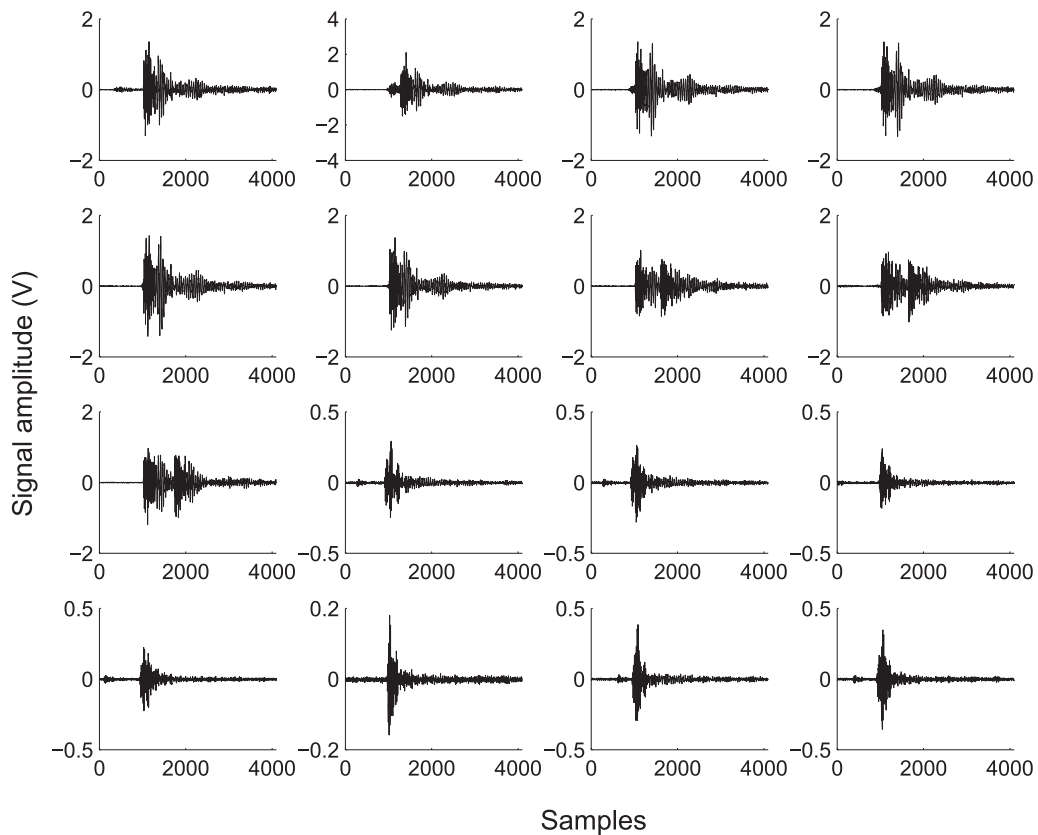 2 4 2 2
0 2 0 0
0
−2
−2 −4 −2 −2
0 2000 4000 0 2000 4000 0 2000 4000 0 2000 4000
2 2 2 2
0 0 0 0
−2 −2 −2 −2
0 2000 4000 0 2000 4000 0 2000 4000 0 2000 4000
Signal amplitude (V)
2 0.5 0.5 0.5
0 0 0 0
−2 −0.5 −0.5 −0.5
0 2000 4000 0 2000 4000 0 2000 4000 0 2000 4000
0.5 0.2 0.5 0.5
0 0 0 0
−0.5 −0.2 −0.5 −0.5
0 2000 4000 0 2000 4000 0 2000 4000 0 2000 4000
Samples